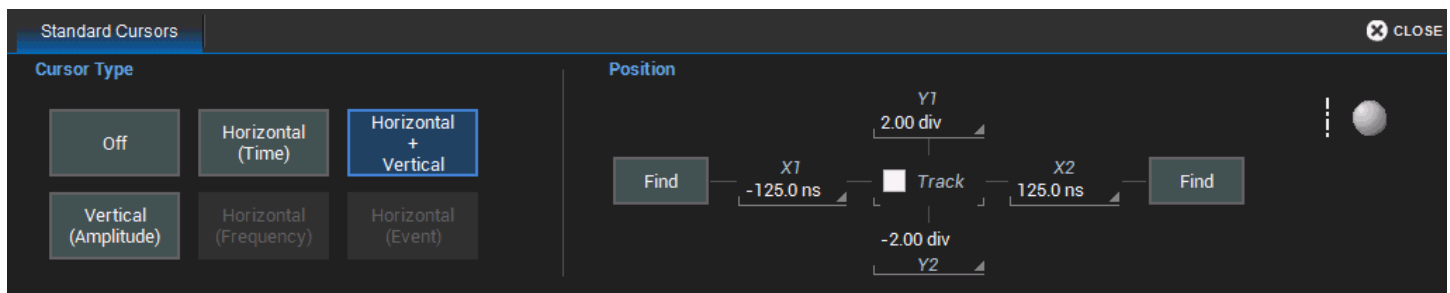 Standard Cursors
CLOSE
Cursor Type
Off
Horizontal
(Time)
Horizontal
+
Vertical
Vertical
(Amplitude)
Horizontal
(Frequency)
Horizontal
(Event)
Position
Y1
2.00 div
Find
X1
-125.0 ns
Track
X2
125.0 ns
Find
-2.00 div
Y2